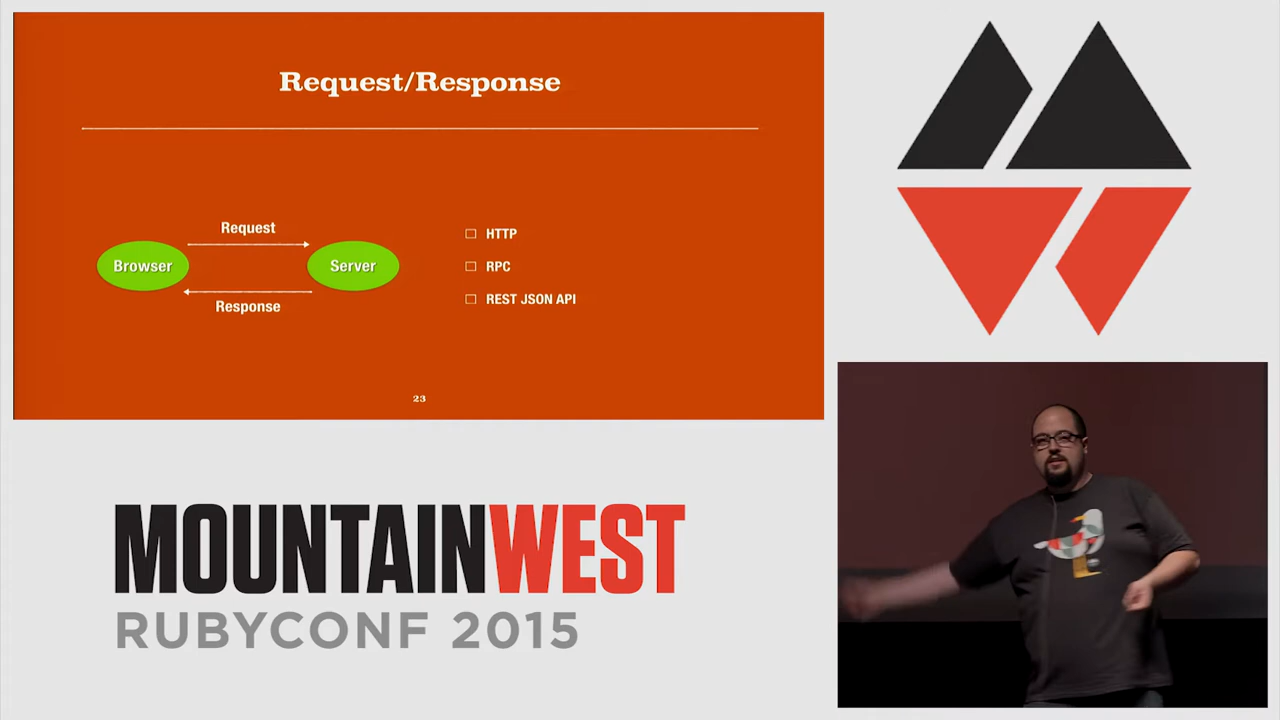 Request/Response
Request
Browser
Server
Response
HTTP
RPC
REST JSON API
23
MOUNTAINWEST
RUBYCONF 2015